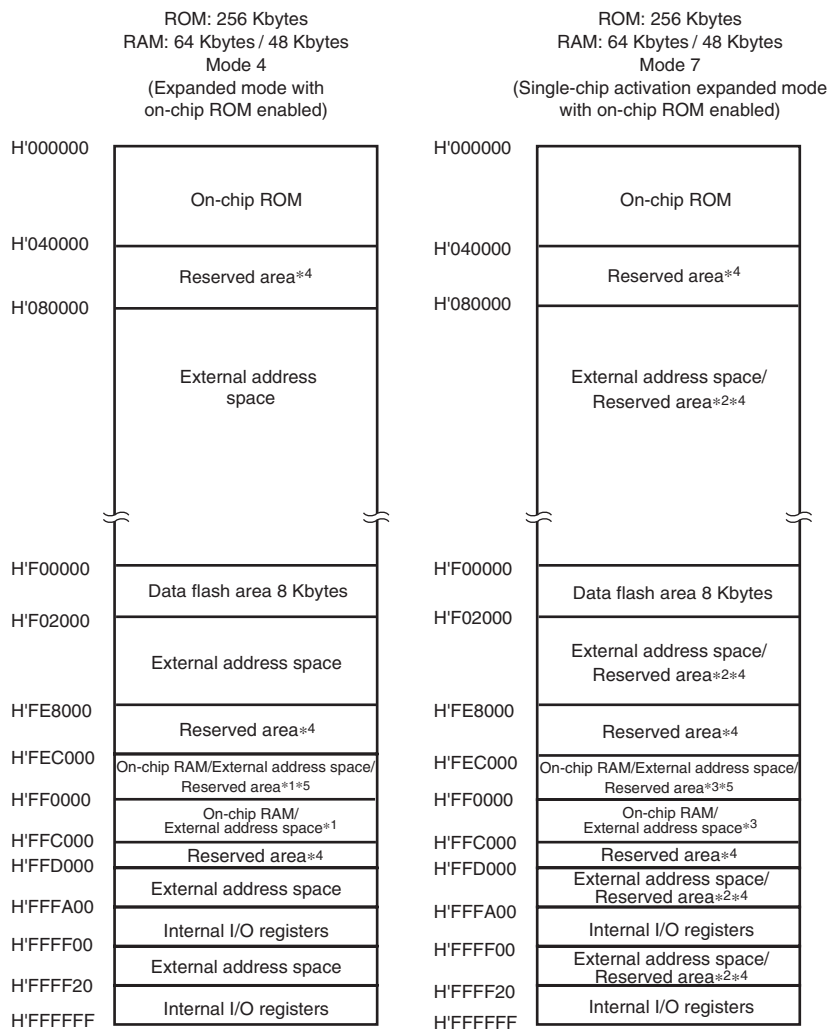 ROM: 256 Kbytes
RAM: 64 Kbytes / 48 Kbytes
Mode 4
(Expanded mode with
on-chip ROM enabled)
H'000000
On-chip ROM
H'040000
Reserved area*4
H'080000
External address
space
H'F00000
Data flash area 8 Kbytes
H'F02000
External address space
H'FE8000
Reserved area*4
H'FEC000
On-chip RAM/External address space/
Reserved area*1*5
H'FF0000
On-chip RAM/
External address space*1
H'FFC000
Reserved area*4
H'FFD000
External address space
H'FFFA00
Internal I/O registers
H'FFFF00
External address space
H'FFFF20
Internal I/O registers
H'FFFFFF
ROM: 256 Kbytes
RAM: 64 Kbytes / 48 Kbytes
Mode 7
(Single-chip activation expanded mode
with on-chip ROM enabled)
H'000000
On-chip ROM
H'040000
Reserved area*4
H'080000
External address space/
Reserved area*2*4
H'F00000
Data flash area 8 Kbytes
H'F02000
External address space/
Reserved area*2*4
H'FE8000
Reserved area*4
H'FEC000
On-chip RAM/External address space/
Reserved area*3*5
H'FF0000
On-chip RAM/
External address space*3
H'FFC000
Reserved area*4
H'FFD000
External address space/
Reserved area*2*4
H'FFFA00
Internal I/O registers
H'FFFF00
External address space/
Reserved area*2*4
H'FFFF20
Internal I/O registers
H'FFFFFF